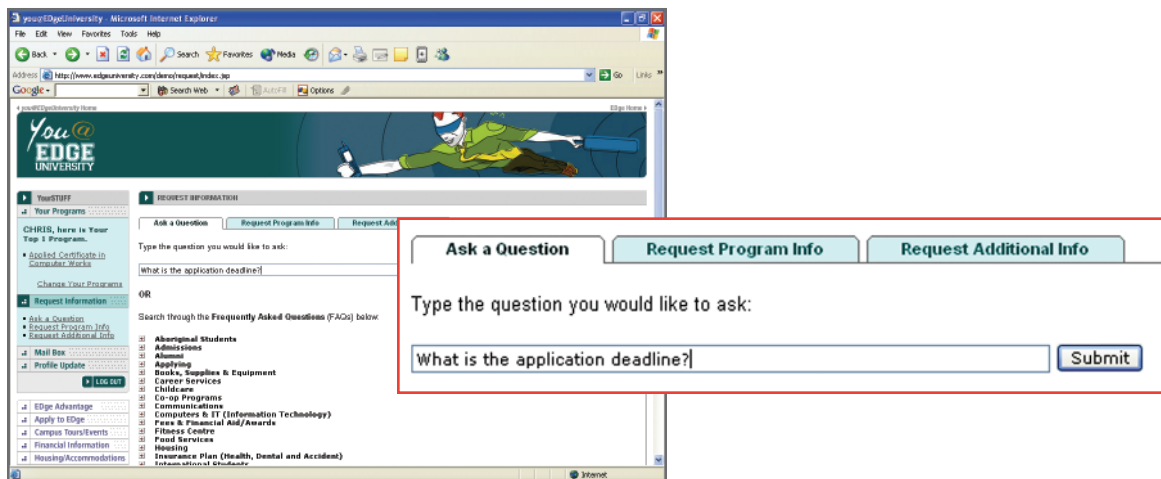 you@EDgeUniversity - Microsoft Internet Explorer
File Edit View Favorites Tools Help
Back Search Favorites Media
Address http://www.edgeuniversity.com/demo/request/index.jsp Go Links
Google Search Web AutoFill Options
you@EDgeUniversity Home EDge Home
You@
EDGE
UNIVERSITY
YourSTUFF
Your Programs
CHRIS, here is Your
Top 1 Program.
Applied Certificate in
Computer Works
Change Your Programs
Request Information
Ask a Question
Request Program Info
Request Additional Info
Mail Box
Profile Update
LOG OUT
EDge Advantage
Apply to EDge
Campus Tours/Events
Financial Information
Housing/Accommodations
REQUEST INFORMATION
Ask a Question Request Program Info Request Add
Type the question you would like to ask:
What is the application deadline?
OR
Search through the Frequently Asked Questions (FAQs) below:
Aboriginal Students
Admissions
Alumni
Applying
Books, Supplies & Equipment
Career Services
Childcare
Co-op Programs
Communications
Computers & IT (Information Technology)
Fees & Financial Aid/Awards
Fitness Centre
Food Services
Housing
Insurance Plan (Health, Dental and Accident)
International Students
Internet
Ask a Question Request Program Info Request Additional Info
Type the question you would like to ask:
What is the application deadline? Submit